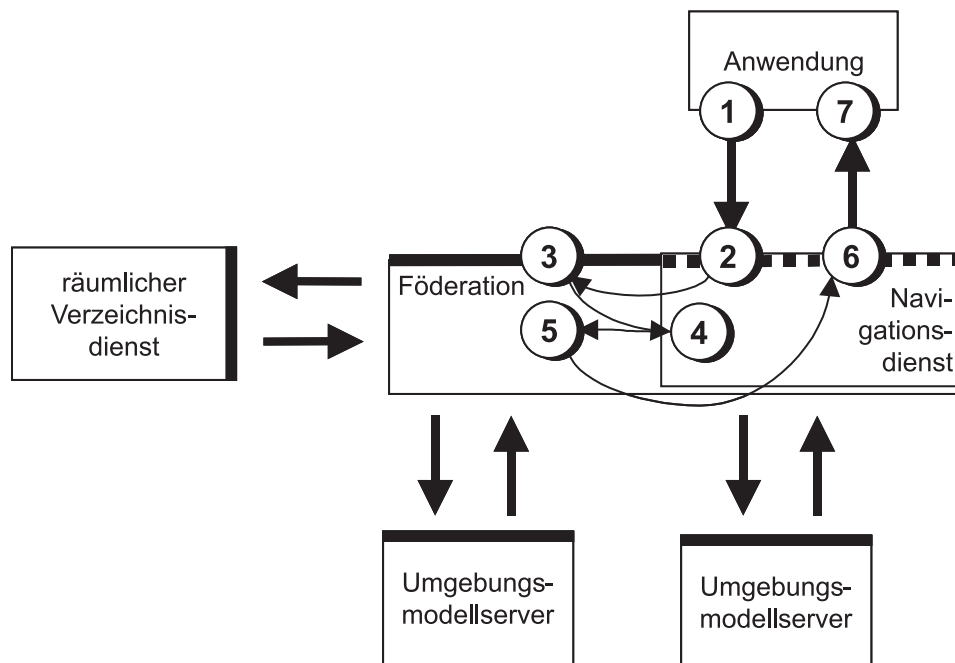 Anwendung
1
7
3
2
6
räumlicher
Verzeichnis-
dienst
Föderation
5
4
Navi-
gations-
dienst
Umgebungs-
modellserver
Umgebungs-
modellserver